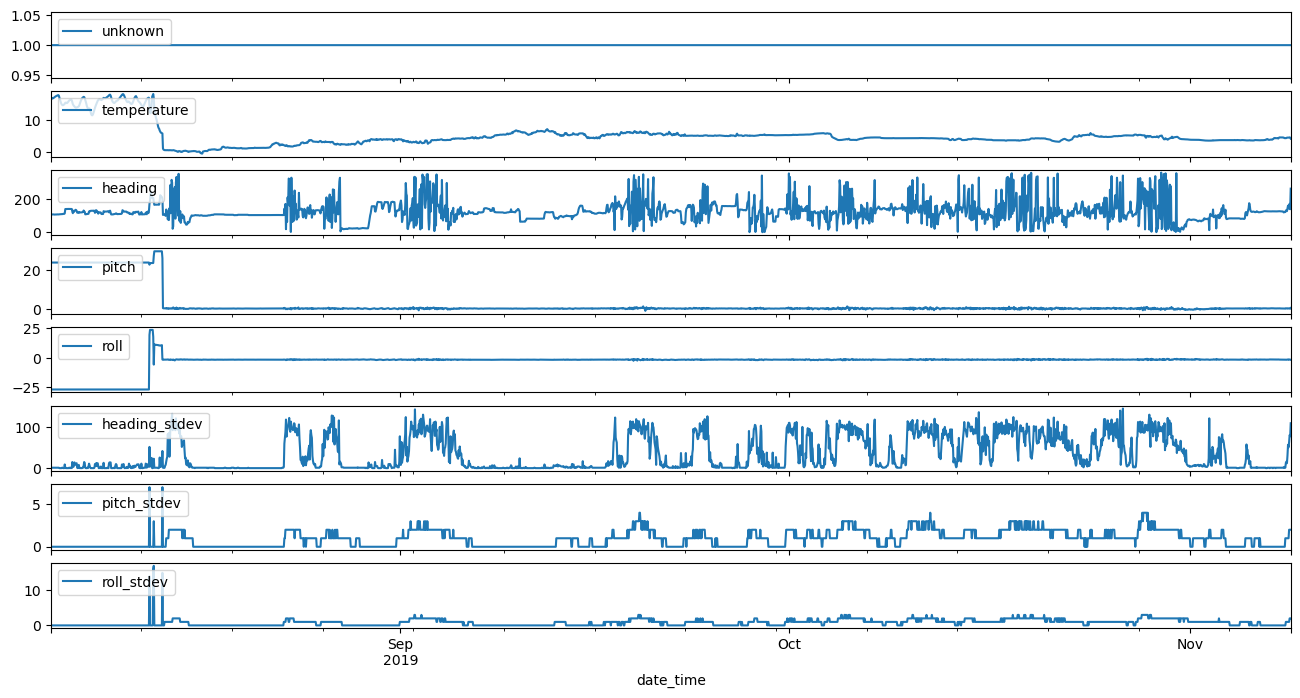 1.05
unknown
1.00
0.95
temperature
10
0
heading
200
0
pitch
20
0
25
roll
0
−25
heading_stdev
100
0
pitch_stdev
5
0
roll_stdev
10
0
Sep Oct Nov
2019
date_time